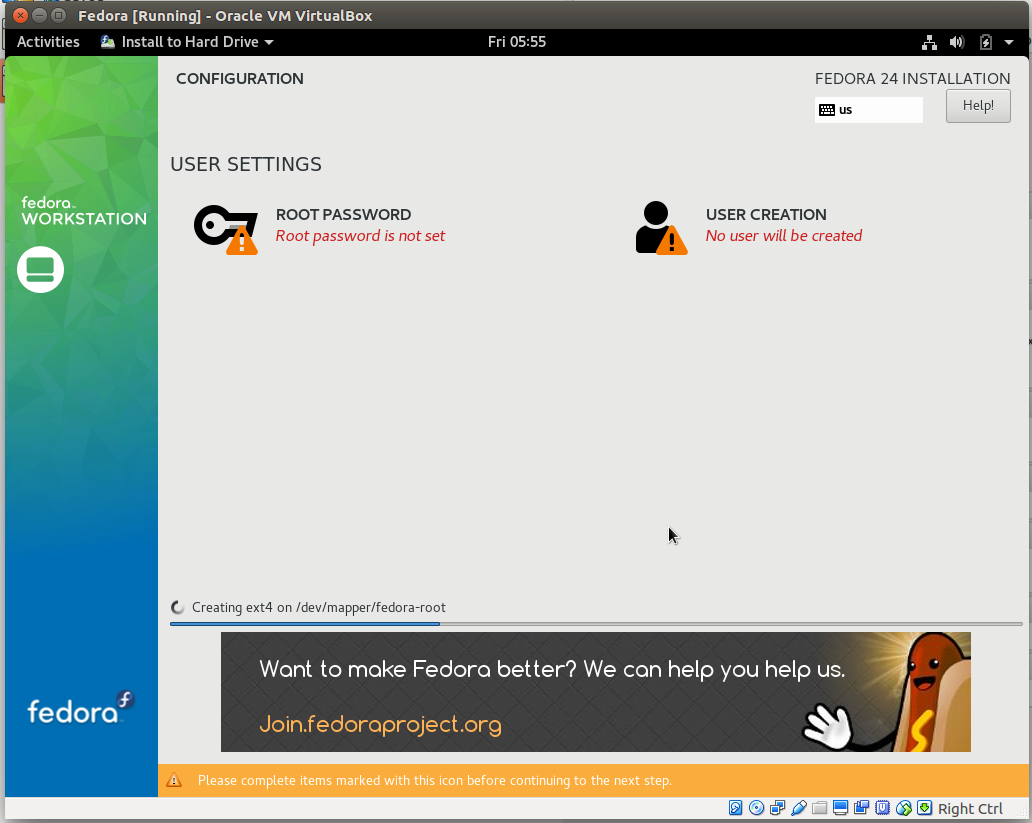 Fedora [Running] - Oracle VM VirtualBox
Activities Install to Hard Drive Fri 05:55
CONFIGURATION
FEDORA 24 INSTALLATION
us
Help!
USER SETTINGS
fedora
WORKSTATION
ROOT PASSWORD
Root password is not set
USER CREATION
No user will be created
Creating ext4 on /dev/mapper/fedora-root
Want to make Fedora better? We can help you help us.
Join.fedoraproject.org
fedora
Please complete items marked with this icon before continuing to the next step.
Right Ctrl